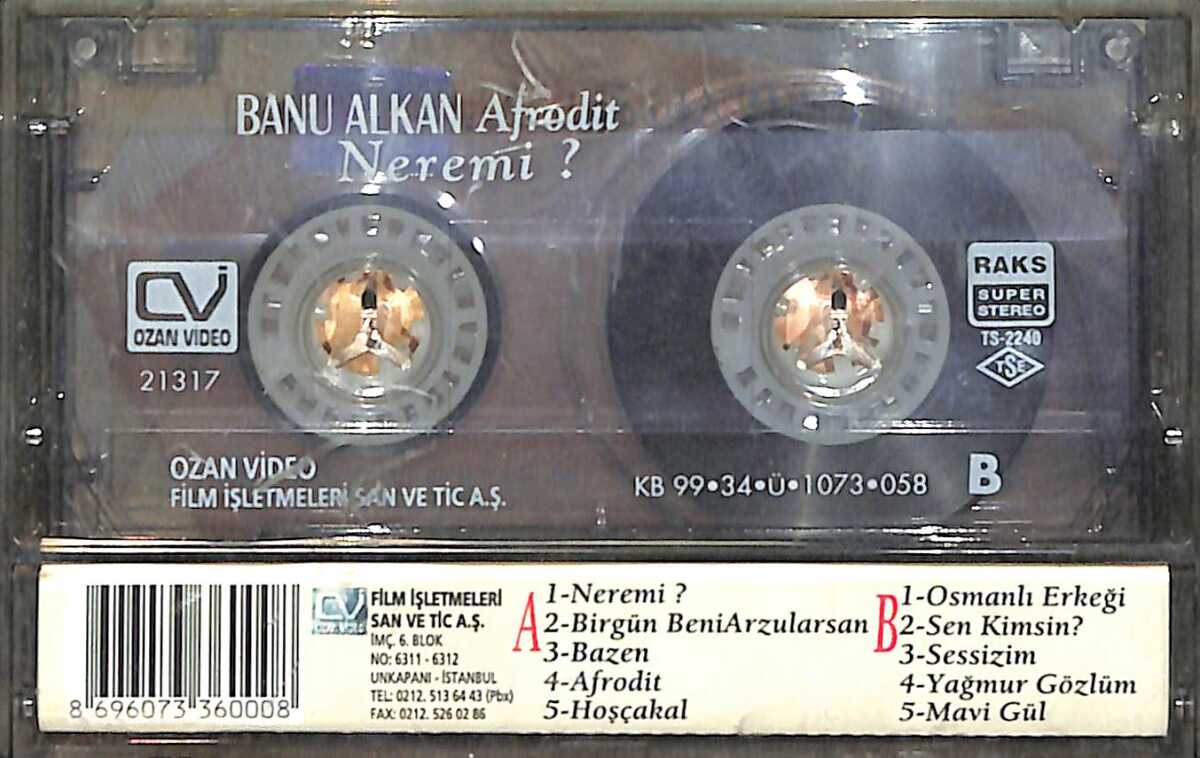 BANU ALKAN Afrodit
Neremi ?
CVİ
OZAN VİDEO
21317
RAKS
SUPER
STEREO
TS-2240
TSE
OZAN VİDEO
FİLM İŞLETMELERİ SAN VE TİC A.Ş.
KB 99•34•Ü•1073•058
B
8 696073 360008
FİLM İŞLETMELERİ
SAN VE TİC A.Ş.
İMÇ. 6. BLOK
NO: 6311 - 6312
UNKAPANI - İSTANBUL
TEL: 0212. 513 64 43 (Pbx)
FAX: 0212. 526 02 86
A
1-Neremi ?
2-Birgün BeniArzularsan
3-Bazen
4-Afrodit
5-Hoşçakal
B
1-Osmanlı Erkeği
2-Sen Kimsin?
3-Sessizim
4-Yağmur Gözlüm
5-Mavi Gül